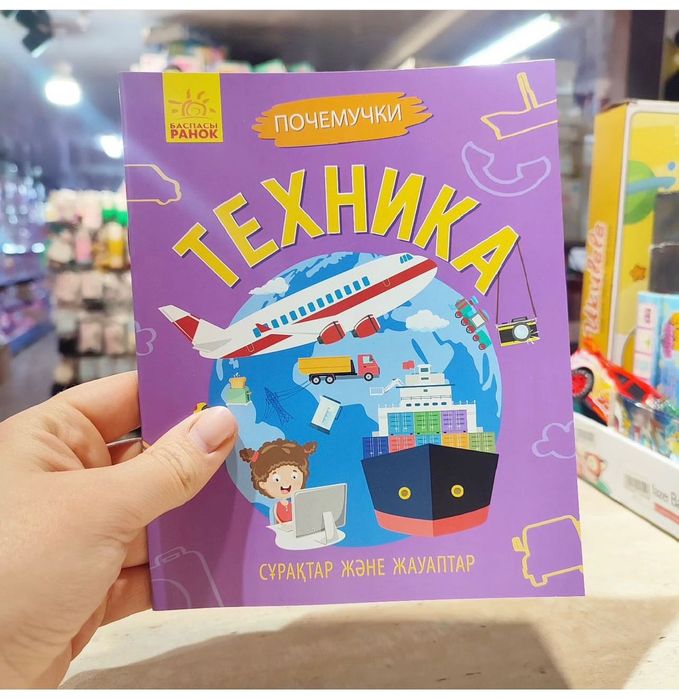 БАСПАСЫ
РАНОК
ПОЧЕМУЧКИ
ТЕХНИКА
СҰРАҚТАР ЖӘНЕ ЖАУАПТАР